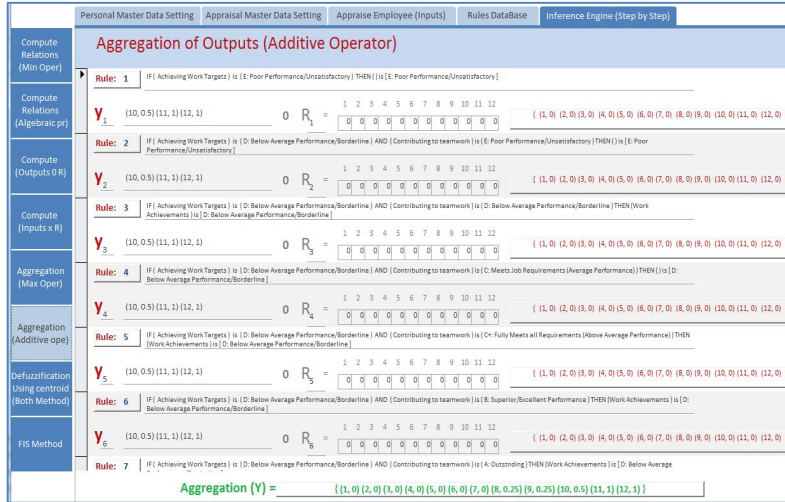 Personal Master Data Setting Appraisal Master Data Setting Appraise Employee (Inputs) Rules DataBase Inference Engine (Step by Step)
Compute
Relations
(Min Oper)
Compute
Relations
(Algebraic pr)
Compute
(Outputs 0 R)
Compute
(Inputs x R)
Aggregation
(Max Oper)
Aggregation
(Additive ope)
Defuzzification
Using centroid
(Both Method)
FIS Method
Aggregation of Outputs (Additive Operator)
Rule: 1 IF ( Achieving Work Targets ) is ( E: Poor Performance/Unsatisfactory ) THEN ( ) is [ E: Poor Performance/Unsatisfactory ]
1 2 3 4 5 6 7 8 9 10 11 12
y1 (10, 0.5) (11, 1) (12, 1) 0 R1 = 0 0 0 0 0 0 0 0 0 0 0 0 { (1, 0) (2, 0) (3, 0) (4, 0) (5, 0) (6, 0) (7, 0) (8, 0) (9, 0) (10, 0) (11, 0) (12, 0)
Rule: 2 IF ( Achieving Work Targets ) is ( D: Below Average Performance/Borderline ) AND ( Contributing to teamwork ) is ( E: Poor Performance/Unsatisfactory ) THEN ( ) is [ E: Poor
Performance/Unsatisfactory ]
1 2 3 4 5 6 7 8 9 10 11 12
y2 (10, 0.5) (11, 1) (12, 1) 0 R2 = 0 0 0 0 0 0 0 0 0 0 0 0 { (1, 0) (2, 0) (3, 0) (4, 0) (5, 0) (6, 0) (7, 0) (8, 0) (9, 0) (10, 0) (11, 0) (12, 0)
Rule: 3 IF ( Achieving Work Targets ) is ( D: Below Average Performance/Borderline ) AND ( Contributing to teamwork ) is ( D: Below Average Performance/Borderline ) THEN (Work
Achievements ) is [ D: Below Average Performance/Borderline ]
1 2 3 4 5 6 7 8 9 10 11 12
y3 (10, 0.5) (11, 1) (12, 1) 0 R3 = 0 0 0 0 0 0 0 0 0 0 0 0 { (1, 0) (2, 0) (3, 0) (4, 0) (5, 0) (6, 0) (7, 0) (8, 0) (9, 0) (10, 0) (11, 0) (12, 0)
Rule: 4 IF ( Achieving Work Targets ) is ( D: Below Average Performance/Borderline ) AND ( Contributing to teamwork ) is ( C: Meets Job Requirements (Average Performance) ) THEN ( ) is [ D:
Below Average Performance/Borderline ]
1 2 3 4 5 6 7 8 9 10 11 12
y4 (10, 0.5) (11, 1) (12, 1) 0 R4 = 0 0 0 0 0 0 0 0 0 0 0 0 { (1, 0) (2, 0) (3, 0) (4, 0) (5, 0) (6, 0) (7, 0) (8, 0) (9, 0) (10, 0) (11, 0) (12, 0)
Rule: 5 IF ( Achieving Work Targets ) is ( D: Below Average Performance/Borderline ) AND ( Contributing to teamwork ) is ( C+: Fully Meets all Requirements (Above Average Performance) ) THEN
(Work Achievements ) is [ D: Below Average Performance/Borderline ]
1 2 3 4 5 6 7 8 9 10 11 12
y5 (10, 0.5) (11, 1) (12, 1) 0 R5 = 0 0 0 0 0 0 0 0 0 0 0 0 { (1, 0) (2, 0) (3, 0) (4, 0) (5, 0) (6, 0) (7, 0) (8, 0) (9, 0) (10, 0) (11, 0) (12, 0)
Rule: 6 IF ( Achieving Work Targets ) is ( D: Below Average Performance/Borderline ) AND ( Contributing to teamwork ) is ( B: Superior/Excellent Performance ) THEN (Work Achievements ) is [ D:
Below Average Performance/Borderline ]
1 2 3 4 5 6 7 8 9 10 11 12
y6 (10, 0.5) (11, 1) (12, 1) 0 R6 = 0 0 0 0 0 0 0 0 0 0 0 0 { (1, 0) (2, 0) (3, 0) (4, 0) (5, 0) (6, 0) (7, 0) (8, 0) (9, 0) (10, 0) (11, 0) (12, 0)
Rule: 7 IF ( Achieving Work Targets ) is ( D: Below Average Performance/Borderline ) AND ( Contributing to teamwork ) is ( A: Outstnding ) THEN (Work Achievements ) is [ D: Below Average
Aggregation (Y) = { (1, 0) (2, 0) (3, 0) (4, 0) (5, 0) (6, 0) (7, 0) (8, 0.25) (9, 0.25) (10, 0.5) (11, 1) (12, 1) }